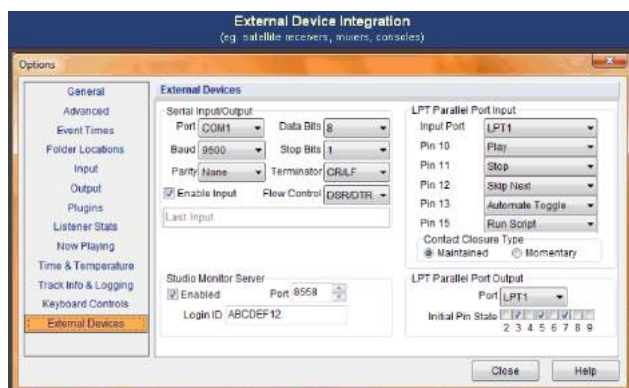 External Device Integration
(eg. satellite receivers, mixers, consoles)
Options
General
Advanced
Event Times
Folder Locations
Input
Output
Plugins
Listener Stats
Now Playing
Time & Temperature
Track Info & Logging
Keyboard Controls
External Devices
External Devices
Serial Input/Output
Port COM1 Data Bits 8
Baud 9600 Stop Bits 1
Parity None Terminator CR/LF
Enable Input Flow Control DSR/DTR
Last Input
Studio Monitor Server
Enabled Port 8558
Login ID ABCDEF12
LPT Parallel Port Input
Input Port LPT1
Pin 10 Play
Pin 11 Stop
Pin 12 Skip Next
Pin 13 Automate Toggle
Pin 15 Run Script
Contact Closure Type
Maintained Momentary
LPT Parallel Port Output
Port LPT1
Initial Pin State
2 3 4 5 6 7 8 9
Close Help